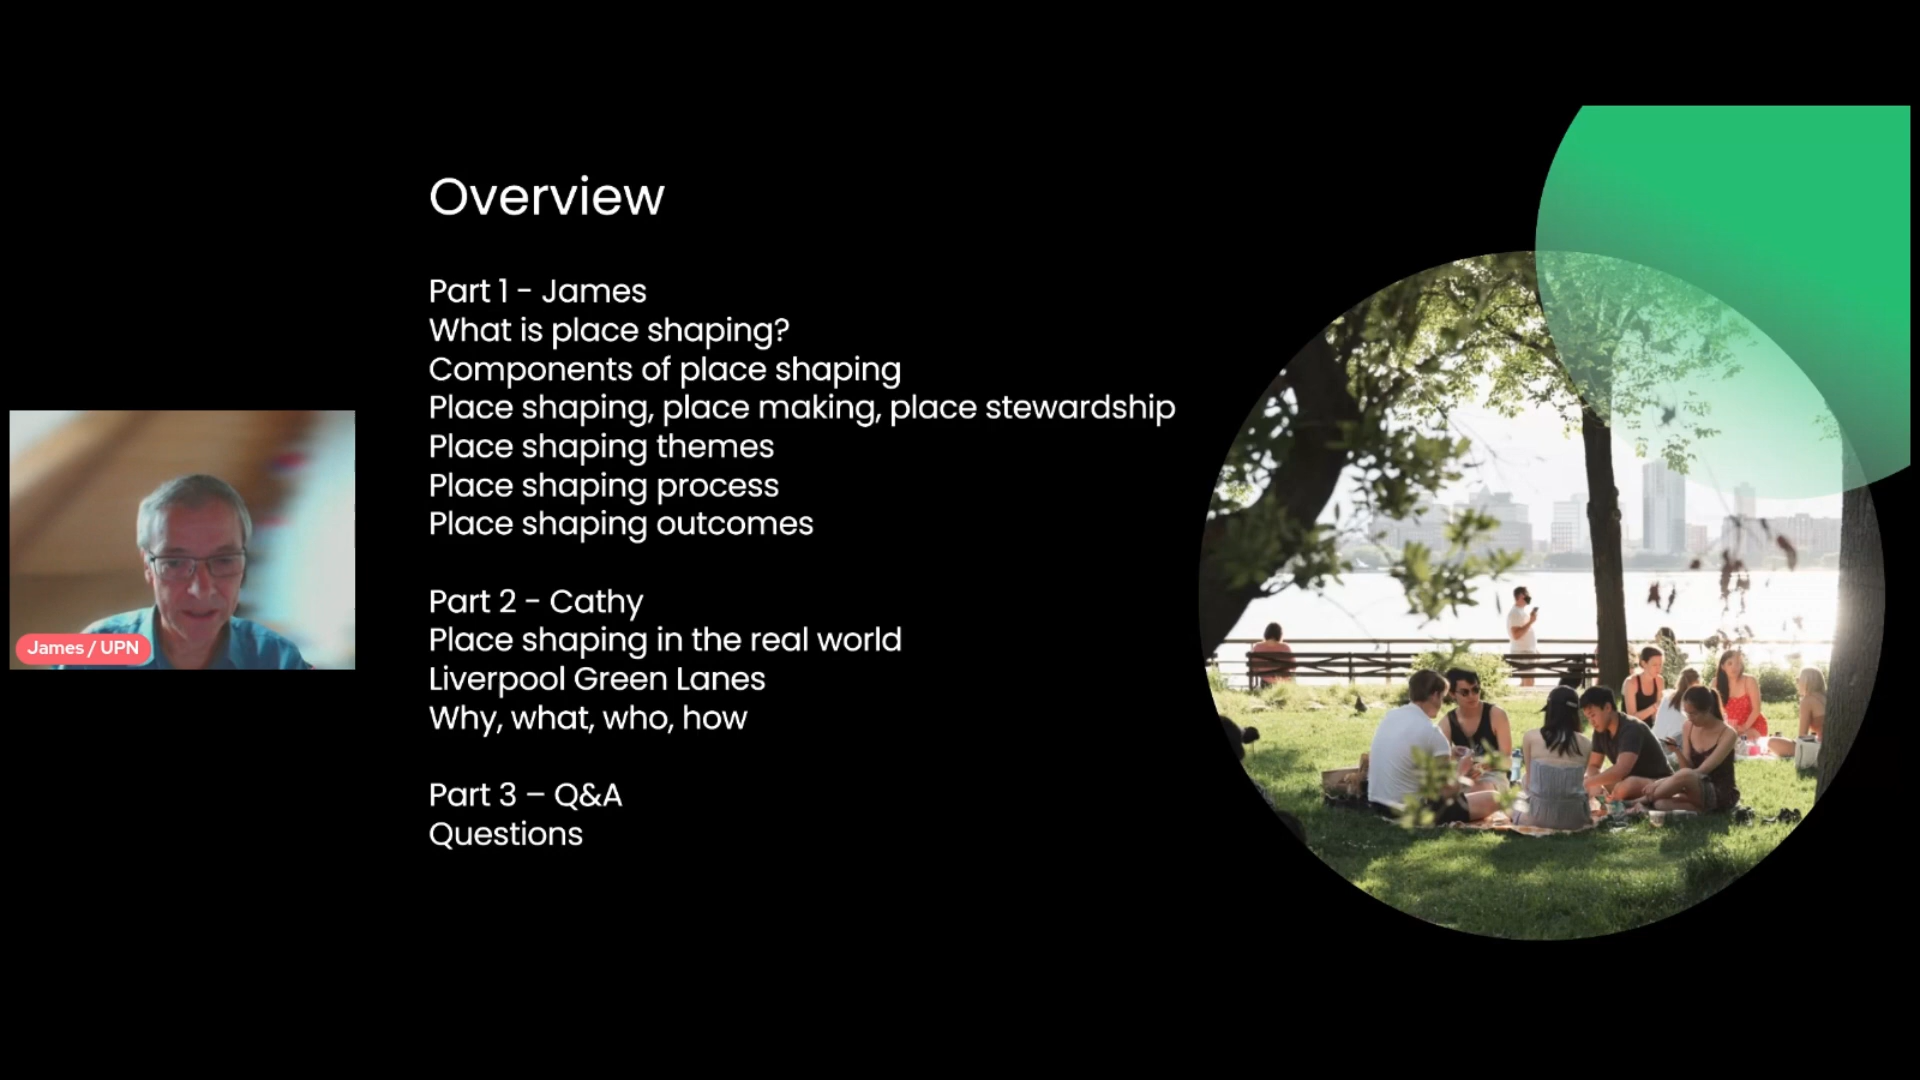 Overview
Part 1 - James
What is place shaping?
Components of place shaping
Place shaping, place making, place stewardship
Place shaping themes
Place shaping process
Place shaping outcomes
Part 2 - Cathy
Place shaping in the real world
Liverpool Green Lanes
Why, what, who, how
Part 3 – Q&A
Questions
James / UPN